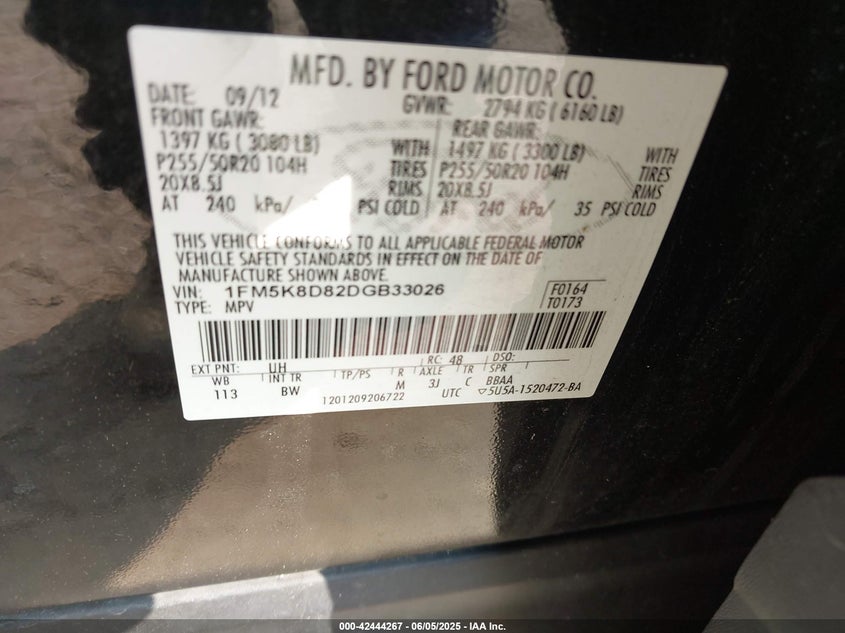 MFD. BY FORD MOTOR CO.
DATE: 09/12 GVWR: 2794 KG ( 6160 LB)
FRONT GAWR: REAR GAWR:
1397 KG ( 3080 LB) WITH 1497 KG ( 3300 LB) WITH
P255/50R20 104H TIRES P255/50R20 104H TIRES
20X8.5J RIMS 20X8.5J RIMS
AT 240 kPa/ PSI COLD AT 240 kPa/ 35 PSI COLD
THIS VEHICLE CONFORMS TO ALL APPLICABLE FEDERAL MOTOR
VEHICLE SAFETY STANDARDS IN EFFECT ON THE DATE OF
MANUFACTURE SHOWN ABOVE.
VIN: 1FM5K8D82DGB33026 F0164
TYPE: MPV T0173
EXT PNT: UH RC: 48 DSO:
WB INT TR TP/PS R AXLE TR SPR
113 BW M 3J C BBAA
1201209206722 UTC ▽5U5A-1520472-BA
000-42444267 - 06/05/2025 - IAA Inc.